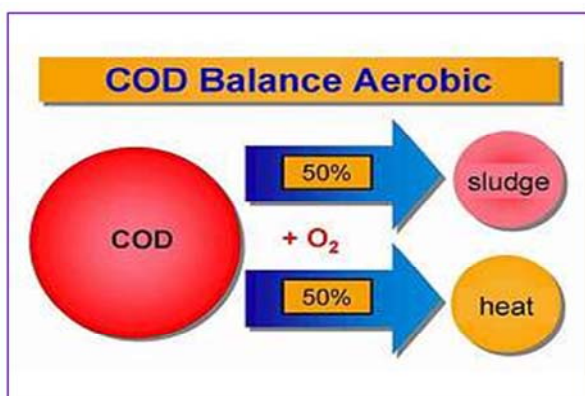 COD Balance Aerobic
50%
sludge
COD
+ O₂
50%
heat